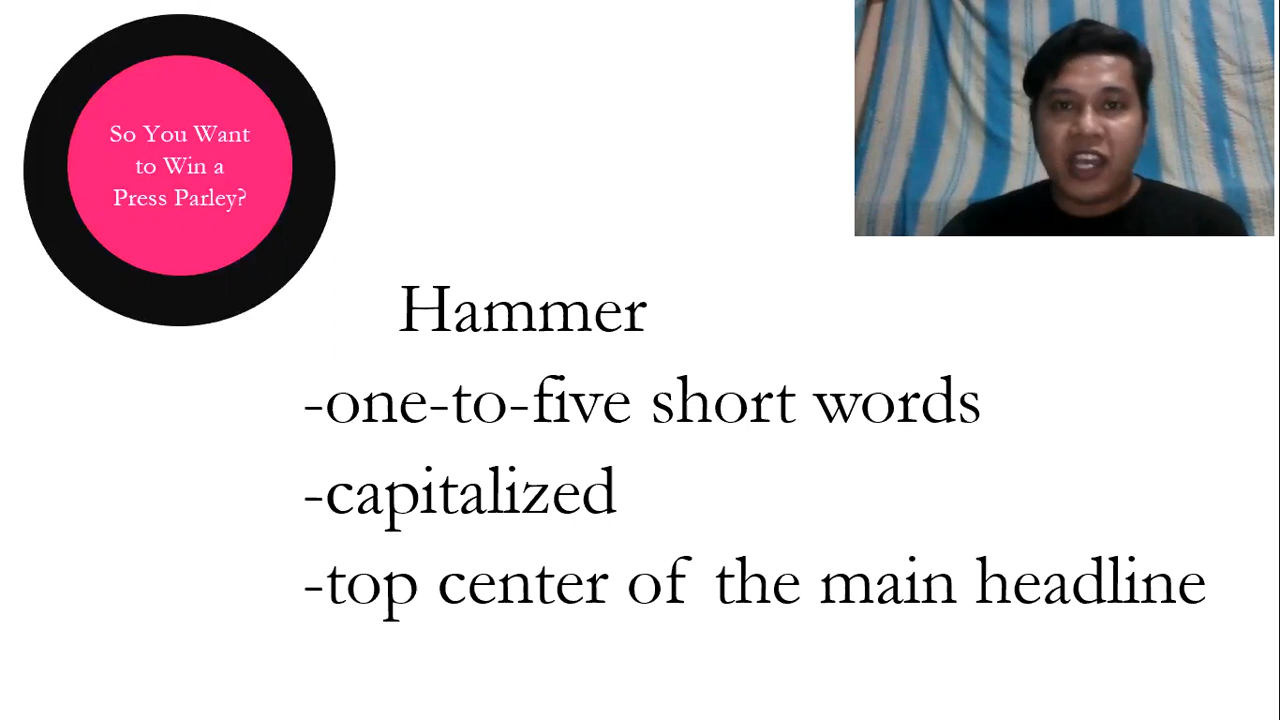 So You Want
to Win a
Press Parley?
Hammer
-one-to-five short words
-capitalized
-top center of the main headline